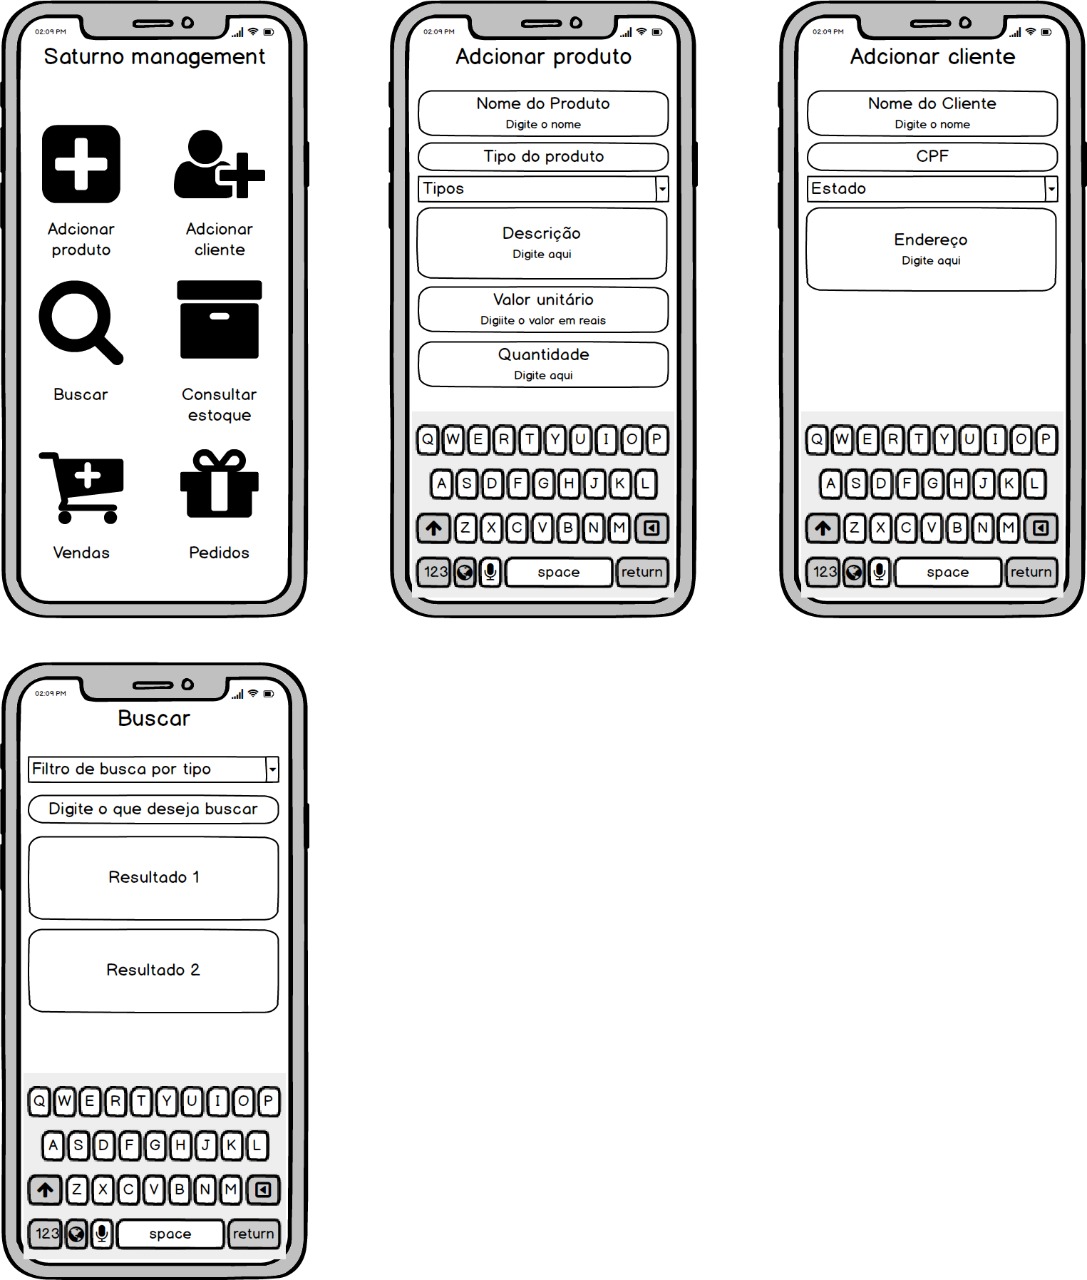 02:09 PM
Saturno management
Adcionar
produto
Adcionar
cliente
Buscar
Consultar
estoque
Vendas
Pedidos
02:09 PM
Adcionar produto
Nome do Produto
Digite o nome
Tipo do produto
Tipos
Descrição
Digite aqui
Valor unitário
Digiite o valor em reais
Quantidade
Digite aqui
Q W E R T Y U I O P
A S D F G H J K L
Z X C V B N M
123 space return
02:09 PM
Adcionar cliente
Nome do Cliente
Digite o nome
CPF
Estado
Endereço
Digite aqui
Q W E R T Y U I O P
A S D F G H J K L
Z X C V B N M
123 space return
02:09 PM
Buscar
Filtro de busca por tipo
Digite o que deseja buscar
Resultado 1
Resultado 2
Q W E R T Y U I O P
A S D F G H J K L
Z X C V B N M
123 space return